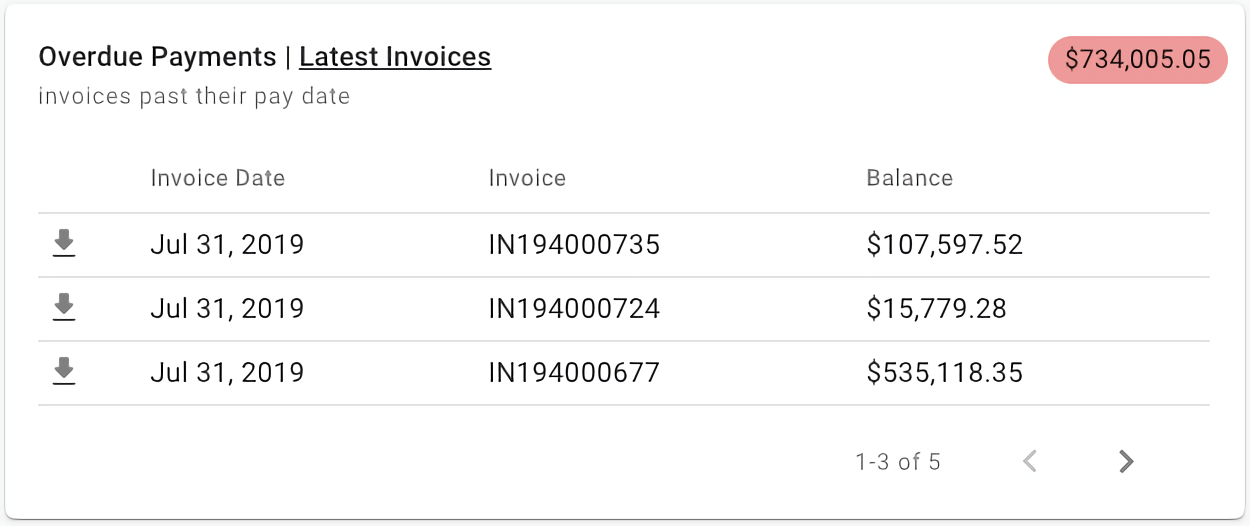 Overdue Payments | Latest Invoices
$734,005.05
invoices past their pay date
Invoice Date Invoice Balance
Jul 31, 2019 IN194000735 $107,597.52
Jul 31, 2019 IN194000724 $15,779.28
Jul 31, 2019 IN194000677 $535,118.35
1-3 of 5